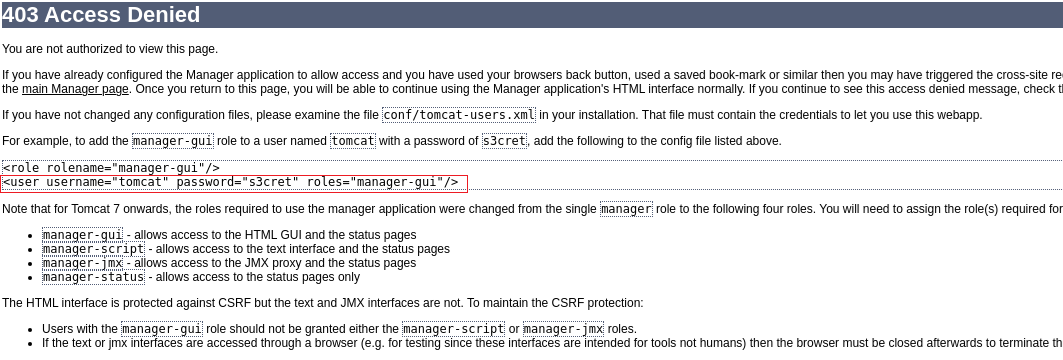 403 Access Denied
You are not authorized to view this page.
If you have already configured the Manager application to allow access and you have used your browsers back button, used a saved book-mark or similar then you may have triggered the cross-site
the main Manager page. Once you return to this page, you will be able to continue using the Manager application's HTML interface normally. If you continue to see this access denied message, check
If you have not changed any configuration files, please examine the file conf/tomcat-users.xml in your installation. That file must contain the credentials to let you use this webapp.
For example, to add the manager-gui role to a user named tomcat with a password of s3cret, add the following to the config file listed above.
<role rolename="manager-gui"/>
<user username="tomcat" password="s3cret" roles="manager-gui"/>
Note that for Tomcat 7 onwards, the roles required to use the manager application were changed from the single manager role to the following four roles. You will need to assign the role(s) required for
• manager-gui - allows access to the HTML GUI and the status pages
• manager-script - allows access to the text interface and the status pages
• manager-jmx - allows access to the JMX proxy and the status pages
• manager-status - allows access to the status pages only
The HTML interface is protected against CSRF but the text and JMX interfaces are not. To maintain the CSRF protection:
• Users with the manager-gui role should not be granted either the manager-script or manager-jmx roles.
• If the text or jmx interfaces are accessed through a browser (e.g. for testing since these interfaces are intended for tools not humans) then the browser must be closed afterwards to terminate